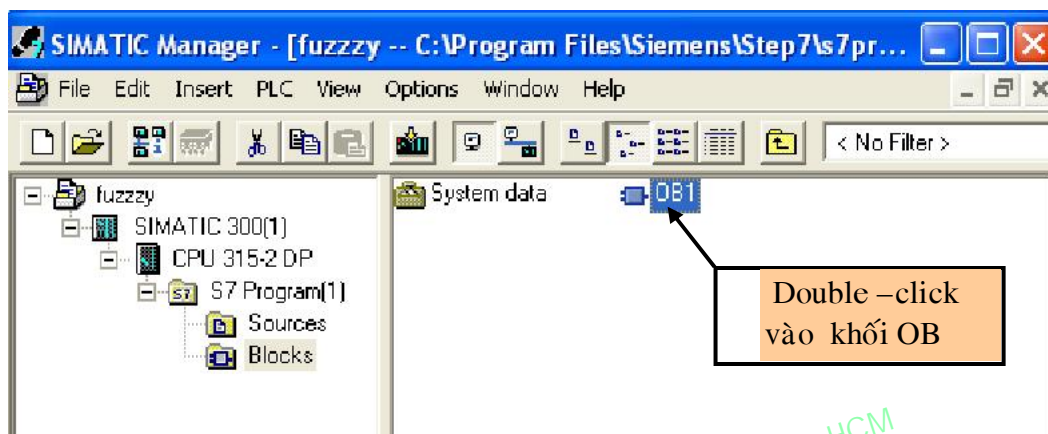 SIMATIC Manager - [fuzzzy -- C:\Program Files\Siemens\Step7\s7pr...
File Edit Insert PLC View Options Window Help
< No Filter >
fuzzzy
SIMATIC 300(1)
CPU 315-2 DP
S7 Program(1)
Sources
Blocks
System data
OB1
Double –click
vào khối OB
HCM